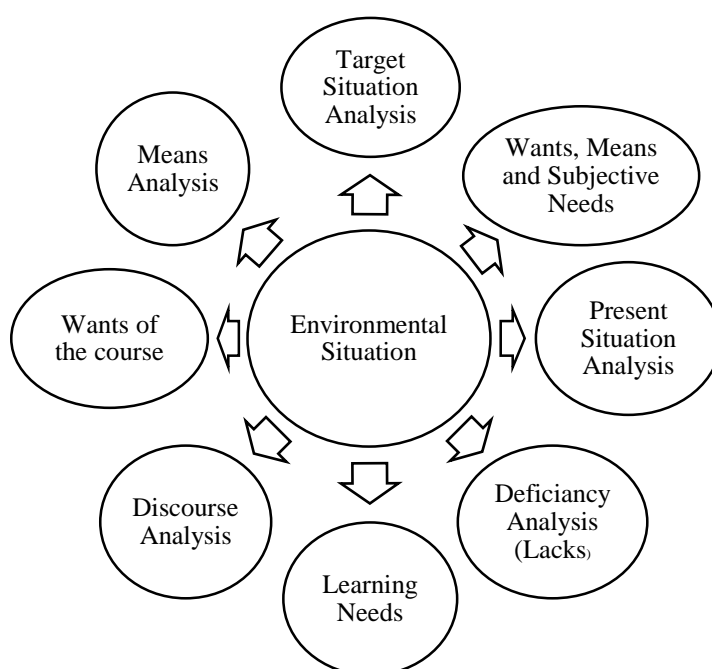 Target
Situation
Analysis
Wants, Means
and Subjective
Needs
Present
Situation
Analysis
Deficiancy
Analysis
(Lacks)
Learning
Needs
Discourse
Analysis
Wants of
the course
Means
Analysis
Environmental
Situation